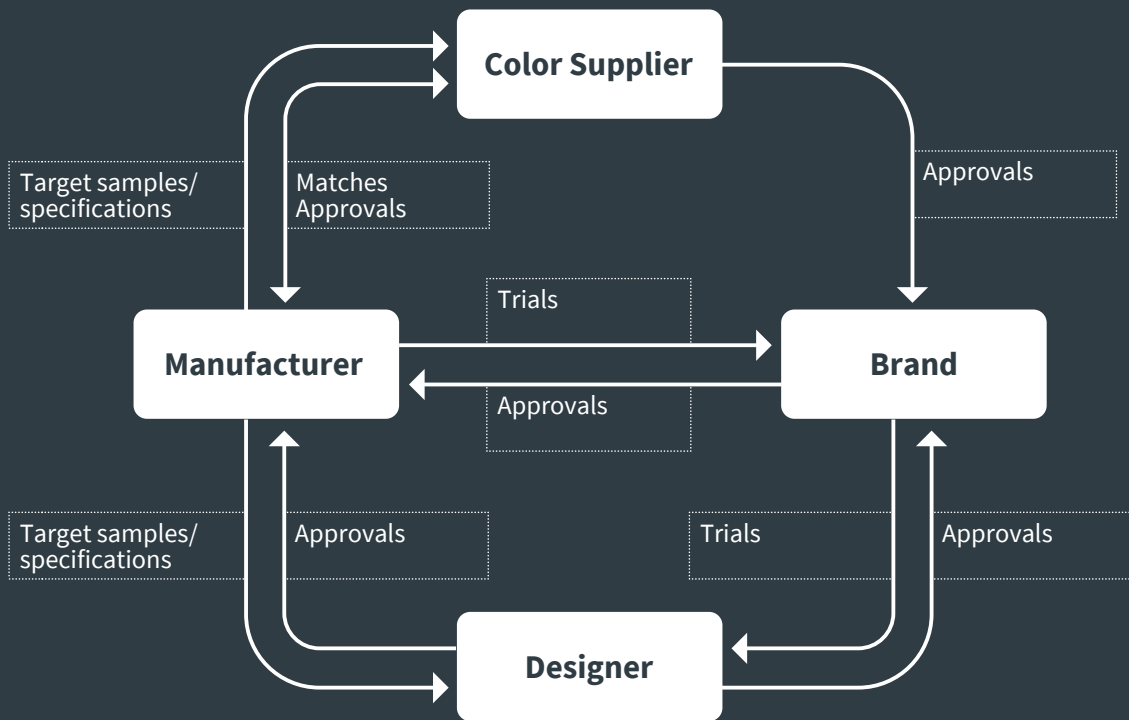 Color Supplier
Target samples/
specifications
Matches
Approvals
Approvals
Trials
Manufacturer
Brand
Approvals
Target samples/
specifications
Approvals
Trials
Approvals
Designer